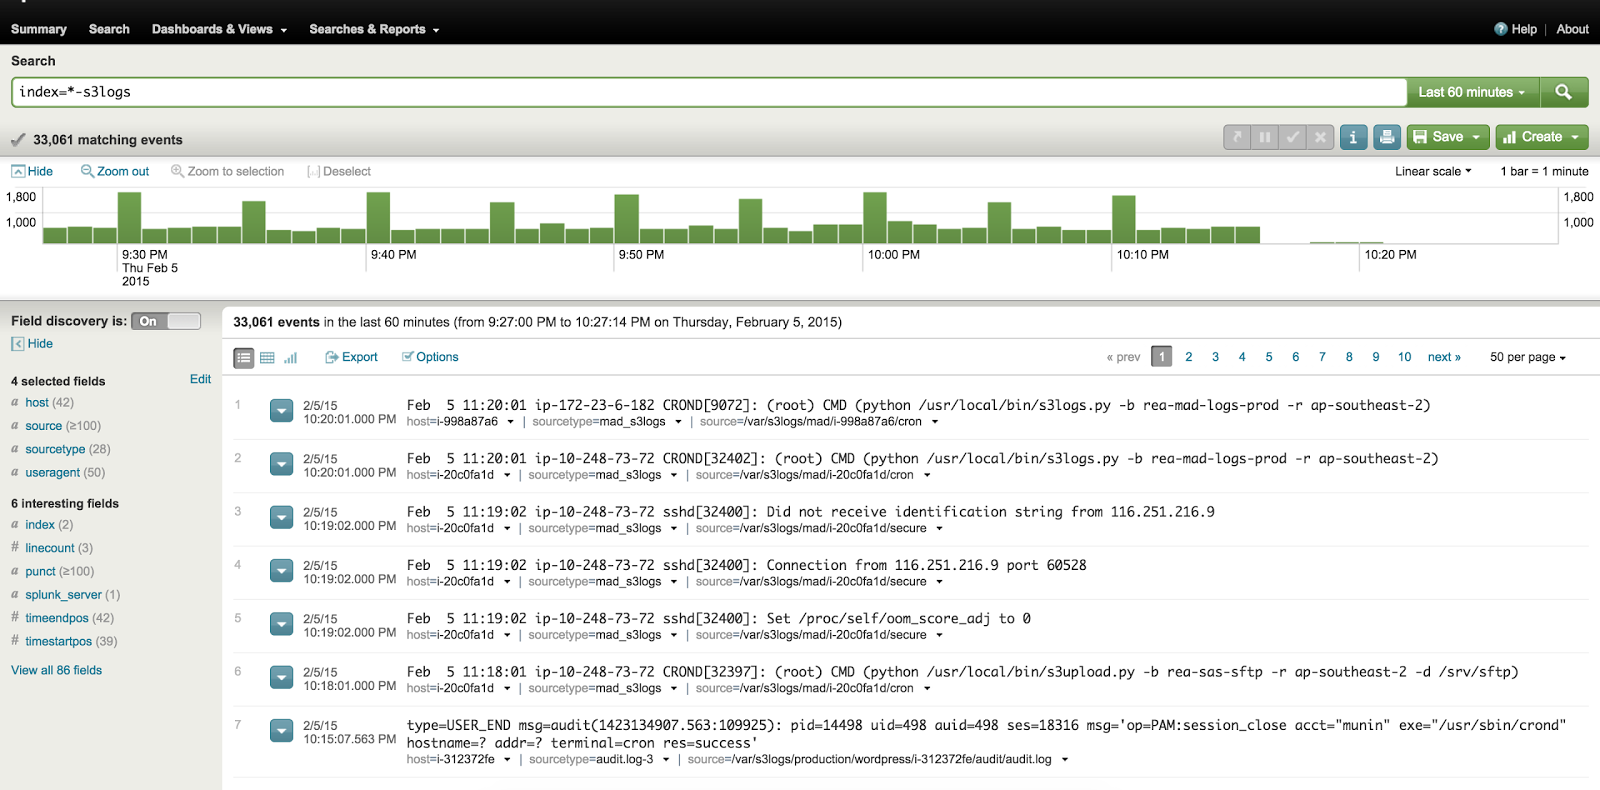 Summary Search Dashboards & Views Searches & Reports Help | About
Search
index=*-s3logs Last 60 minutes
33,061 matching events i Save Create
Hide Zoom out Zoom to selection Deselect Linear scale 1 bar = 1 minute
1,800 1,800
1,000 1,000
9:30 PM 9:40 PM 9:50 PM 10:00 PM 10:10 PM 10:20 PM
Thu Feb 5
2015
Field discovery is: On
Hide
4 selected fields Edit
a host (42)
a source (≥100)
a sourcetype (28)
a useragent (50)
6 interesting fields
a index (2)
# linecount (3)
a punct (≥100)
a splunk_server (1)
# timeendpos (42)
# timestartpos (39)
View all 86 fields
33,061 events in the last 60 minutes (from 9:27:00 PM to 10:27:14 PM on Thursday, February 5, 2015)
Export Options « prev 1 2 3 4 5 6 7 8 9 10 next » 50 per page
1 2/5/15 Feb  5 11:20:01 ip-172-23-6-182 CROND[9072]: (root) CMD (python /usr/local/bin/s3logs.py -b rea-mad-logs-prod -r ap-southeast-2)
10:20:01.000 PM host=i-998a87a6 | sourcetype=mad_s3logs | source=/var/s3logs/mad/i-998a87a6/cron
2 2/5/15 Feb  5 11:20:01 ip-10-248-73-72 CROND[32402]: (root) CMD (python /usr/local/bin/s3logs.py -b rea-mad-logs-prod -r ap-southeast-2)
10:20:01.000 PM host=i-20c0fa1d | sourcetype=mad_s3logs | source=/var/s3logs/mad/i-20c0fa1d/cron
3 2/5/15 Feb  5 11:19:02 ip-10-248-73-72 sshd[32400]: Did not receive identification string from 116.251.216.9
10:19:02.000 PM host=i-20c0fa1d | sourcetype=mad_s3logs | source=/var/s3logs/mad/i-20c0fa1d/secure
4 2/5/15 Feb  5 11:19:02 ip-10-248-73-72 sshd[32400]: Connection from 116.251.216.9 port 60528
10:19:02.000 PM host=i-20c0fa1d | sourcetype=mad_s3logs | source=/var/s3logs/mad/i-20c0fa1d/secure
5 2/5/15 Feb  5 11:19:02 ip-10-248-73-72 sshd[32400]: Set /proc/self/oom_score_adj to 0
10:19:02.000 PM host=i-20c0fa1d | sourcetype=mad_s3logs | source=/var/s3logs/mad/i-20c0fa1d/secure
6 2/5/15 Feb  5 11:18:01 ip-10-248-73-72 CROND[32397]: (root) CMD (python /usr/local/bin/s3upload.py -b rea-sas-sftp -r ap-southeast-2 -d /srv/sftp)
10:18:01.000 PM host=i-20c0fa1d | sourcetype=mad_s3logs | source=/var/s3logs/mad/i-20c0fa1d/cron
7 2/5/15 type=USER_END msg=audit(1423134907.563:109925): pid=14498 uid=498 auid=498 ses=18316 msg='op=PAM:session_close acct="munin" exe="/usr/sbin/crond"
10:15:07.563 PM hostname=? addr=? terminal=cron res=success'
host=i-312372fe | sourcetype=audit.log-3 | source=/var/s3logs/production/wordpress/i-312372fe/audit/audit.log